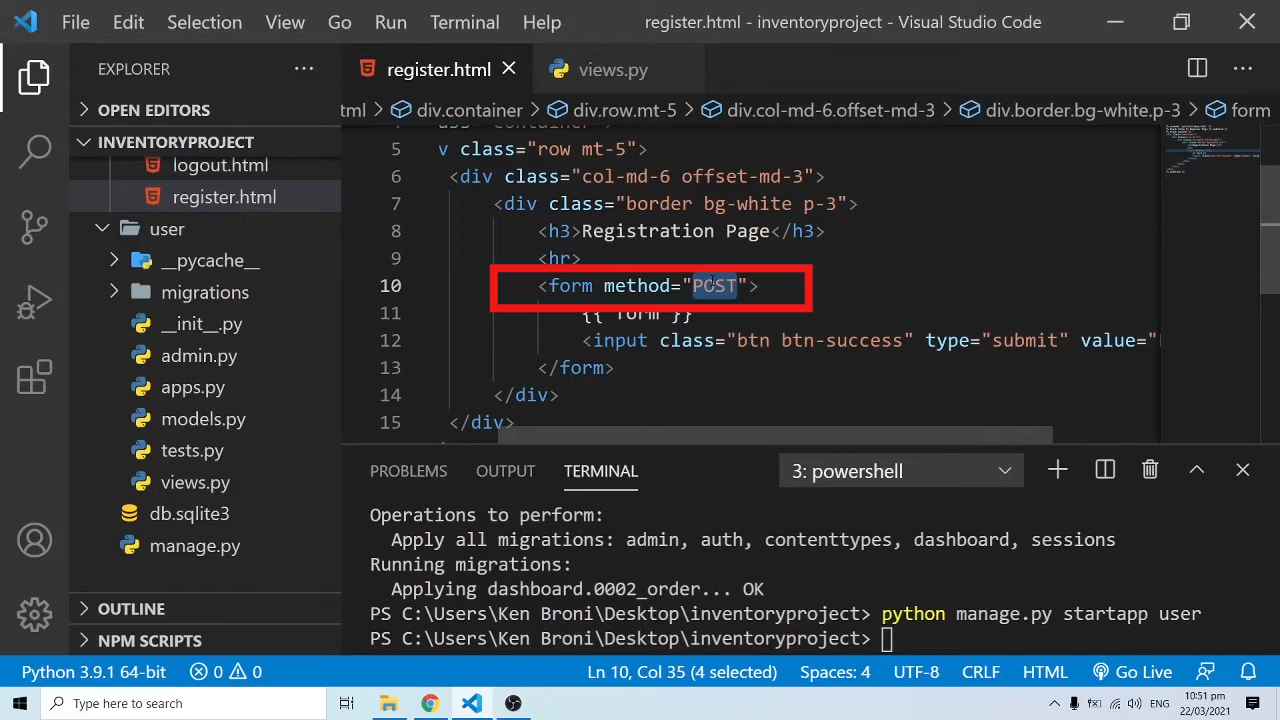 File Edit Selection View Go Run Terminal Help register.html - inventoryproject - Visual Studio Code
EXPLORER
register.html
views.py
OPEN EDITORS
INVENTORYPROJECT
logout.html
register.html
user
__pycache__
migrations
__init__.py
admin.py
apps.py
models.py
tests.py
views.py
db.sqlite3
manage.py
OUTLINE
NPM SCRIPTS
tml > div.container > div.row.mt-5 > div.col-md-6.offset-md-3 > div.border.bg-white.p-3 > form
5 v class="row mt-5">
6 <div class="col-md-6 offset-md-3">
7 <div class="border bg-white p-3">
8 <h3>Registration Page</h3>
9 <hr>
10 <form method="POST">
11 {{ form }}
12 <input class="btn btn-success" type="submit" value="
13 </form>
14 </div>
15 </div>
PROBLEMS OUTPUT TERMINAL 3: powershell
Operations to perform:
Apply all migrations: admin, auth, contenttypes, dashboard, sessions
Running migrations:
Applying dashboard.0002_order... OK
PS C:\Users\Ken Broni\Desktop\inventoryproject> python manage.py startapp user
PS C:\Users\Ken Broni\Desktop\inventoryproject>
Python 3.9.1 64-bit 0 0 Ln 10, Col 35 (4 selected) Spaces: 4 UTF-8 CRLF HTML Go Live
Type here to search
ENG
10:51 pm
22/03/2021